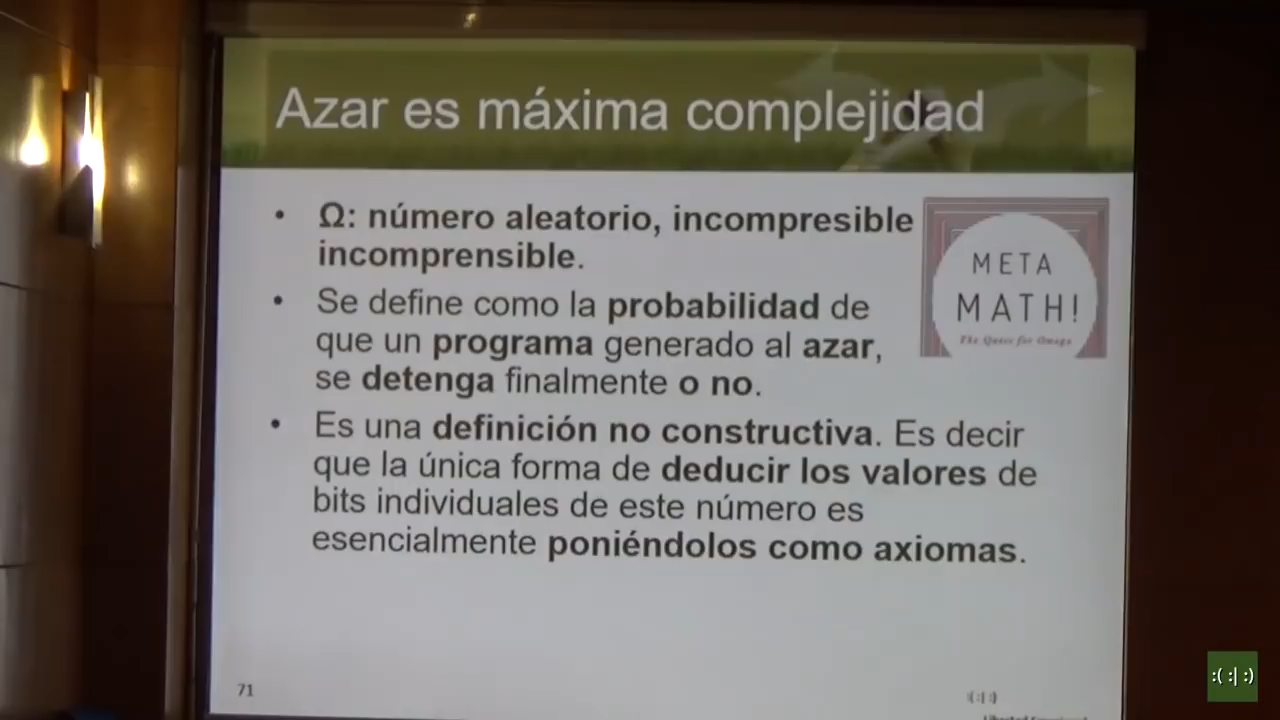 Azar es máxima complejidad
• Ω: número aleatorio, incompresible
incomprensible.
• Se define como la probabilidad de
que un programa generado al azar,
se detenga finalmente o no.
• Es una definición no constructiva. Es decir
que la única forma de deducir los valores de
bits individuales de este número es
esencialmente poniéndolos como axiomas.
META
MATH!
The Quest for Omega
71
:( :| :)
:( :| :)